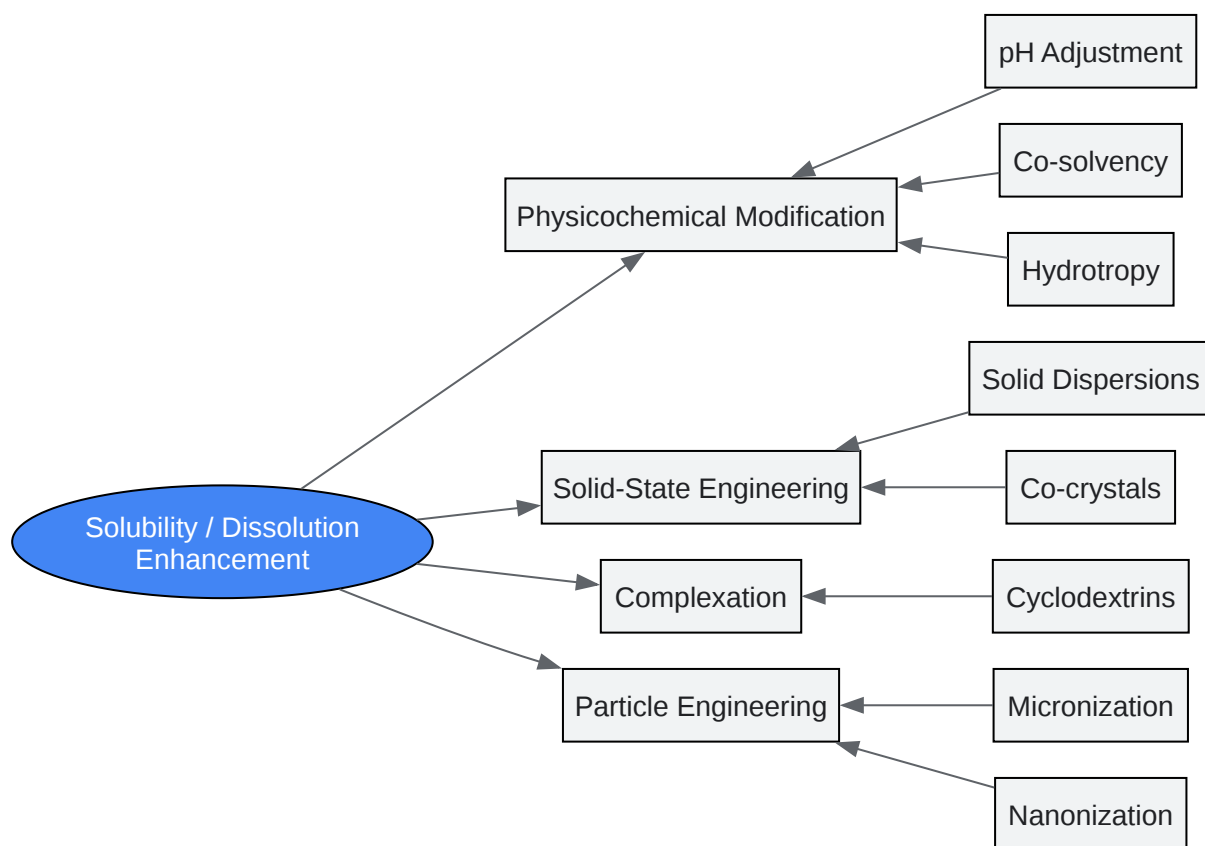 pH Adjustment
Co-solvency
Physicochemical Modification
Hydrotropy
Solid Dispersions
Solid-State Engineering
Co-crystals
Solubility / Dissolution
Enhancement
Complexation
Cyclodextrins
Particle Engineering
Micronization
Nanonization